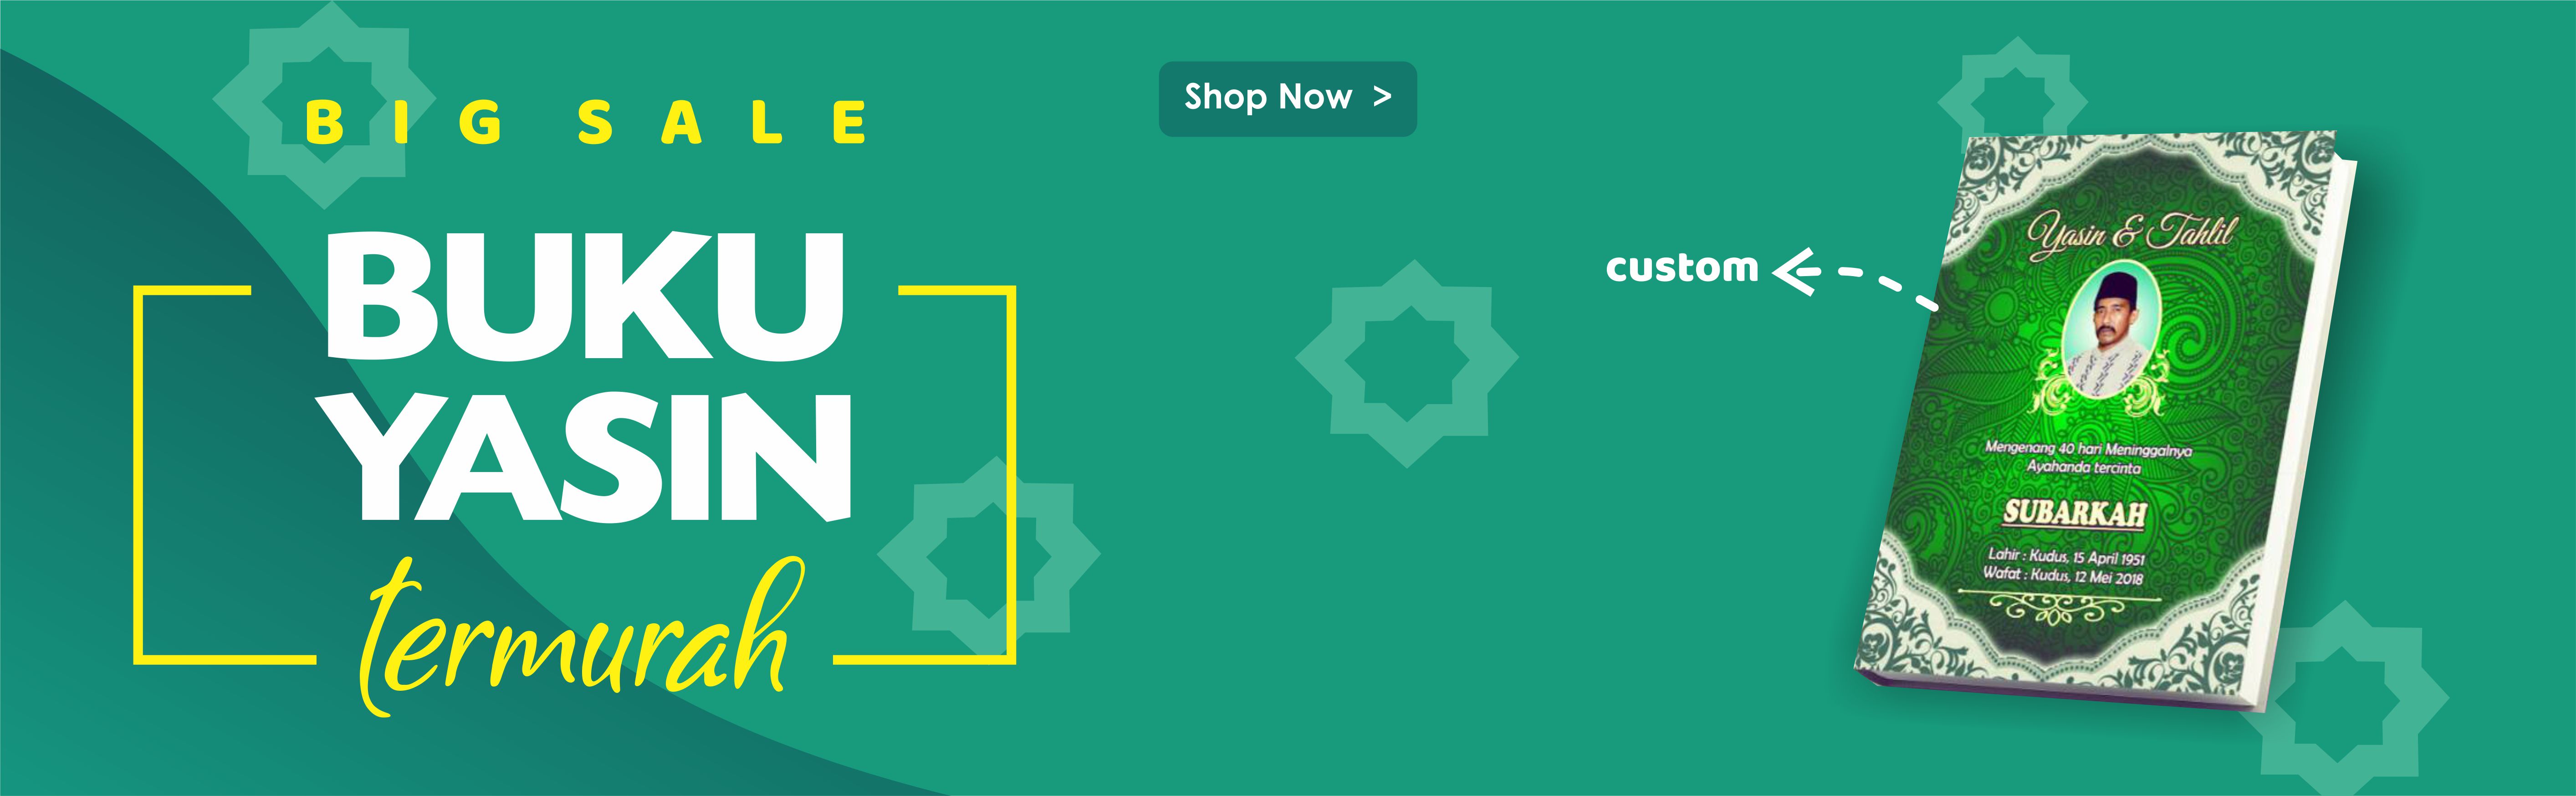 BIG SALE
BUKU
YASIN
termurah
Shop Now >
custom
Yasin & Tahlil
Mengenang 40 hari Meninggalnya
Ayahanda tercinta
SUBARKAH
Lahir : Kudus, 15 April 1951
Wafat : Kudus, 12 Mei 2018